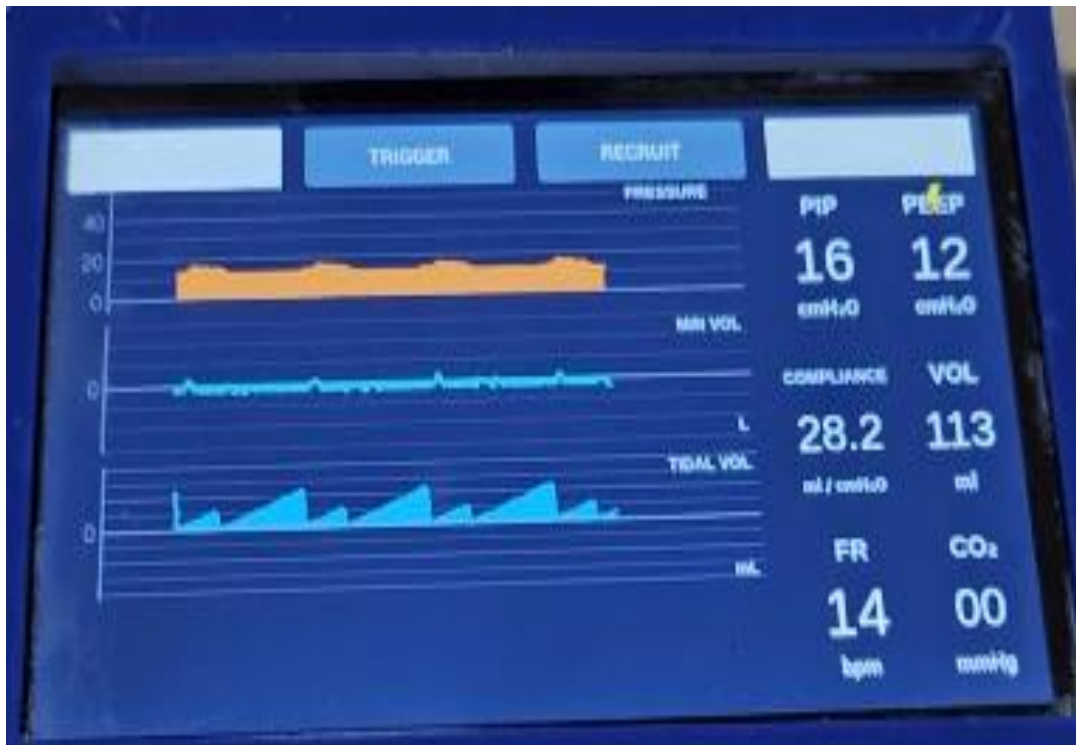 TRIGGER RECRUIT
PRESSURE
40
20
0
MIN VOL
0
L
TIDAL VOL
0
mL
PIP PEEP
16 12
cmH₂O cmH₂O
COMPLIANCE VOL
28.2 113
ml / cmH₂O ml
FR CO₂
14 00
bpm mmHg